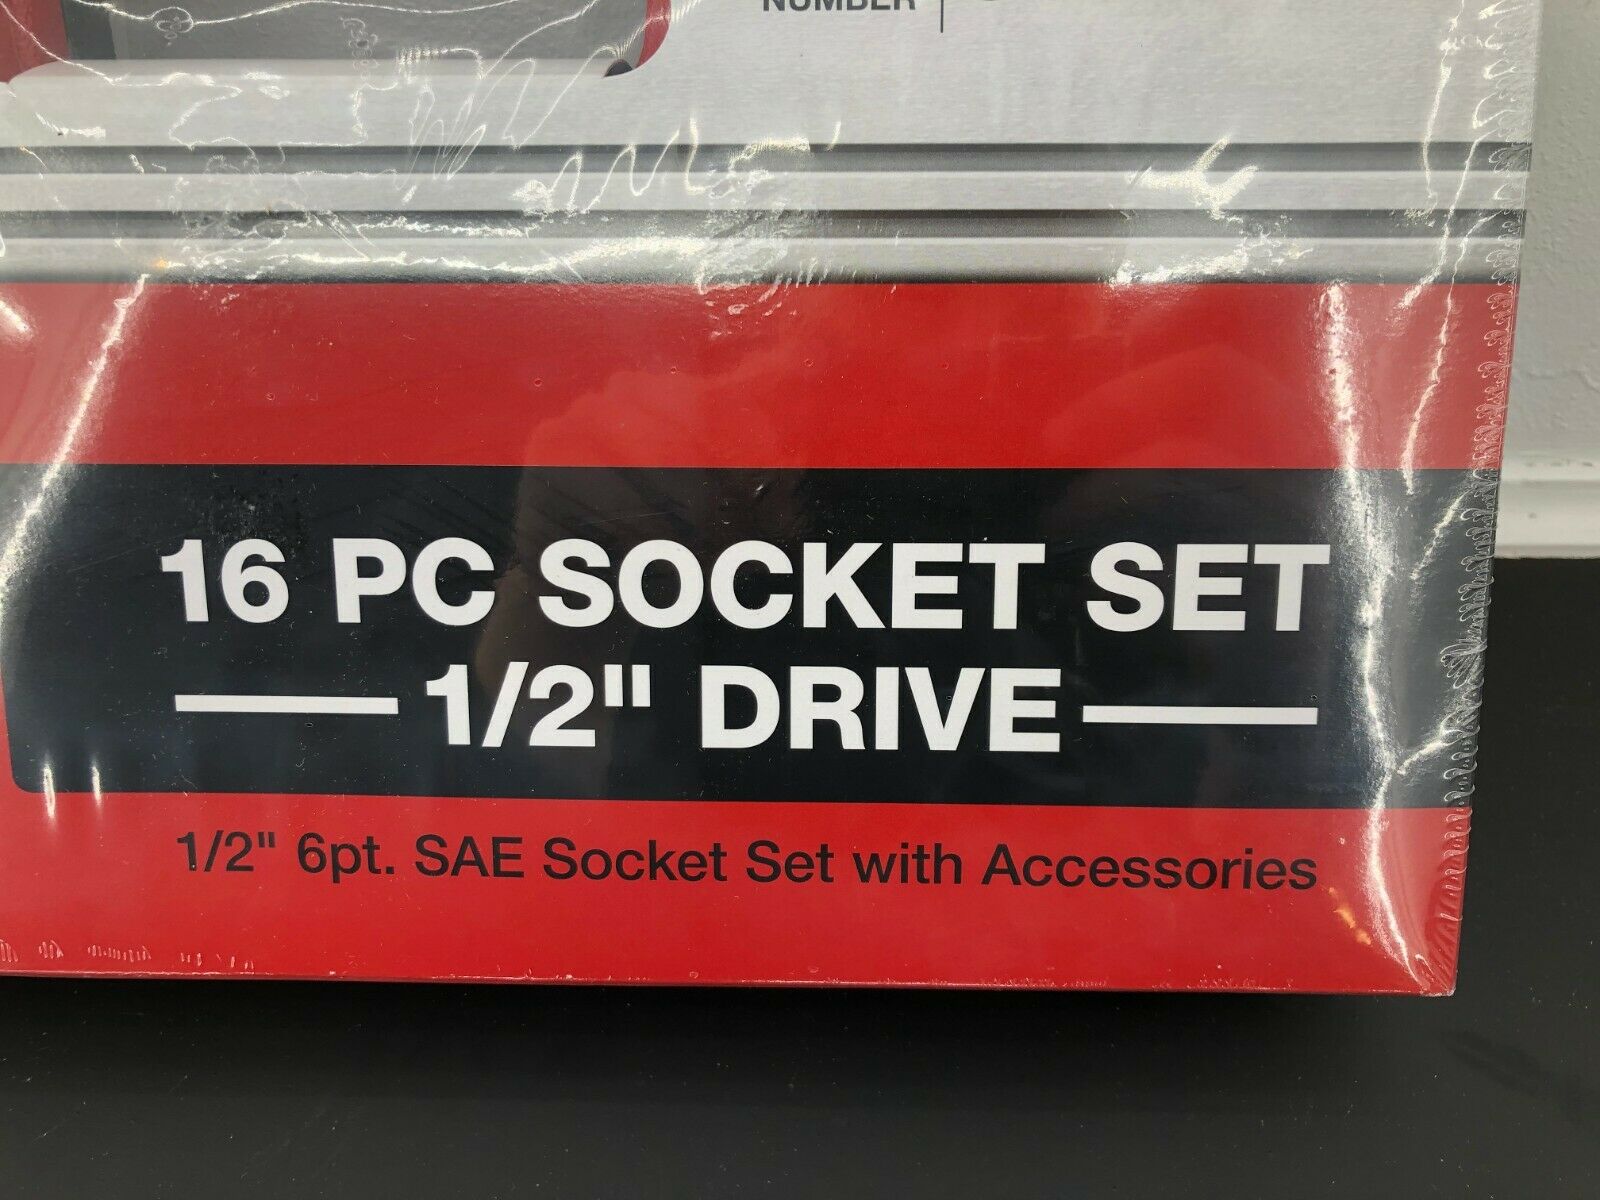 NUMBER
16 PC SOCKET SET
1/2" DRIVE
1/2" 6pt. SAE Socket Set with Accessories